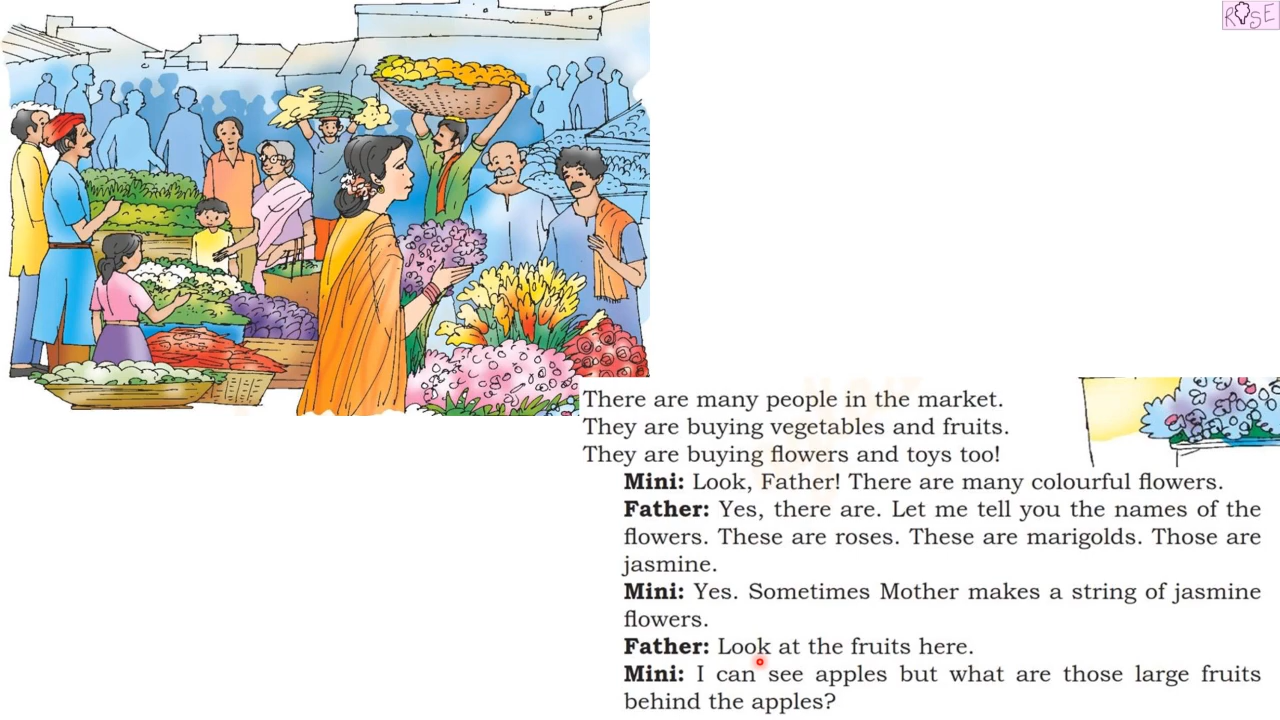 ROSE
There are many people in the market.
They are buying vegetables and fruits.
They are buying flowers and toys too!
Mini: Look, Father! There are many colourful flowers.
Father: Yes, there are. Let me tell you the names of the
flowers. These are roses. These are marigolds. Those are
jasmine.
Mini: Yes. Sometimes Mother makes a string of jasmine
flowers.
Father: Look at the fruits here.
Mini: I can see apples but what are those large fruits
behind the apples?